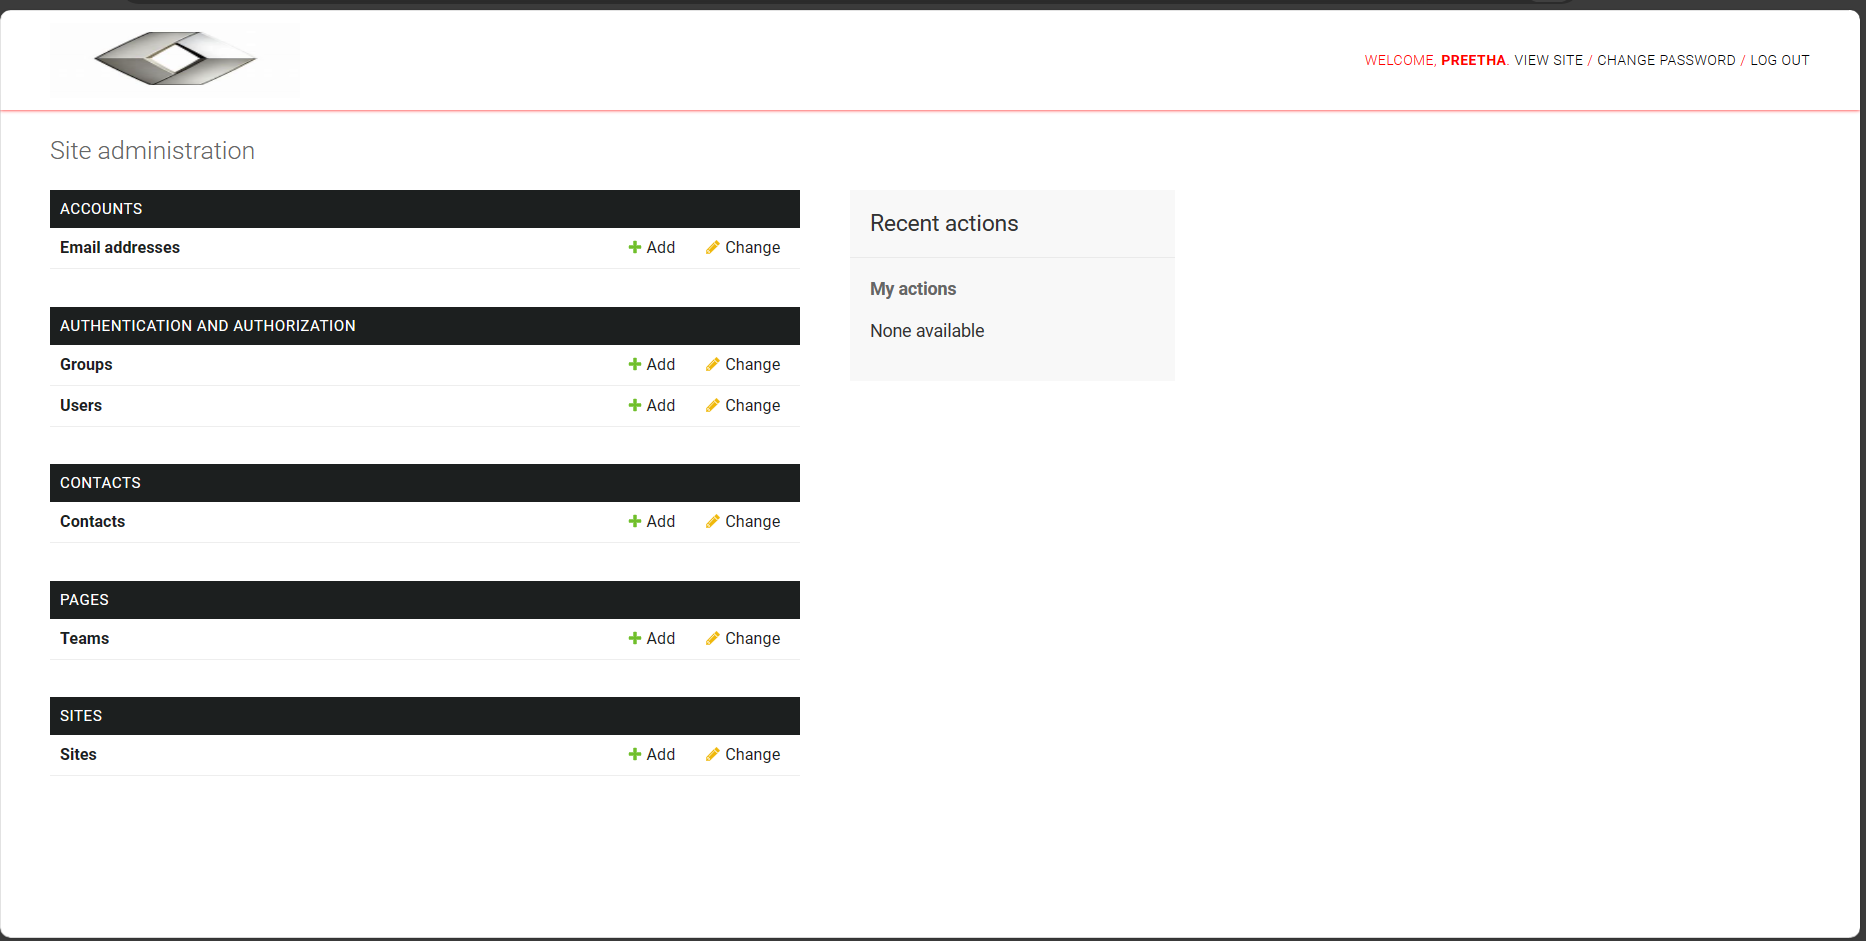 WELCOME, PREETHA. VIEW SITE / CHANGE PASSWORD / LOG OUT
Site administration
ACCOUNTS
Email addresses Add Change
AUTHENTICATION AND AUTHORIZATION
Groups Add Change
Users Add Change
CONTACTS
Contacts Add Change
PAGES
Teams Add Change
SITES
Sites Add Change
Recent actions
My actions
None available